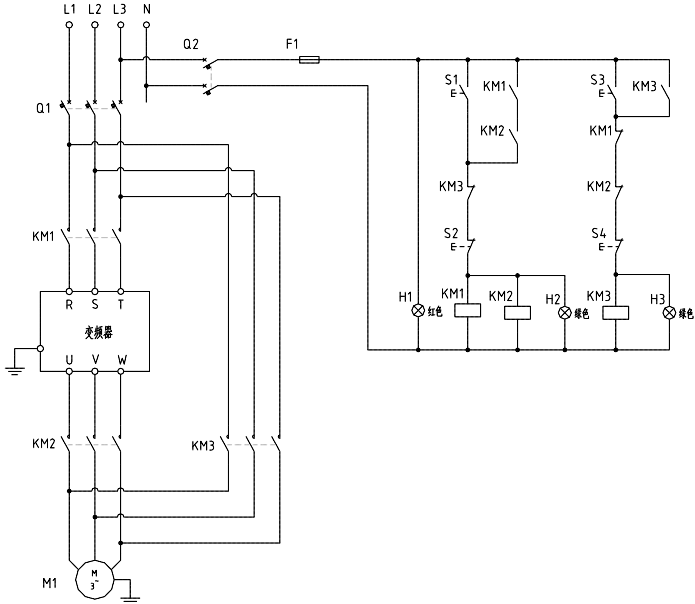 L1 L2 L3 N
Q2 F1
Q1
S1 KM1 S3 KM3
KM2 KM1
KM3 KM2
KM1 S2 S4
R S T
H1 红色 KM1 KM2 H2 绿色 KM3 H3 绿色
变频器
U V W
KM2 KM3
M1 M 3~